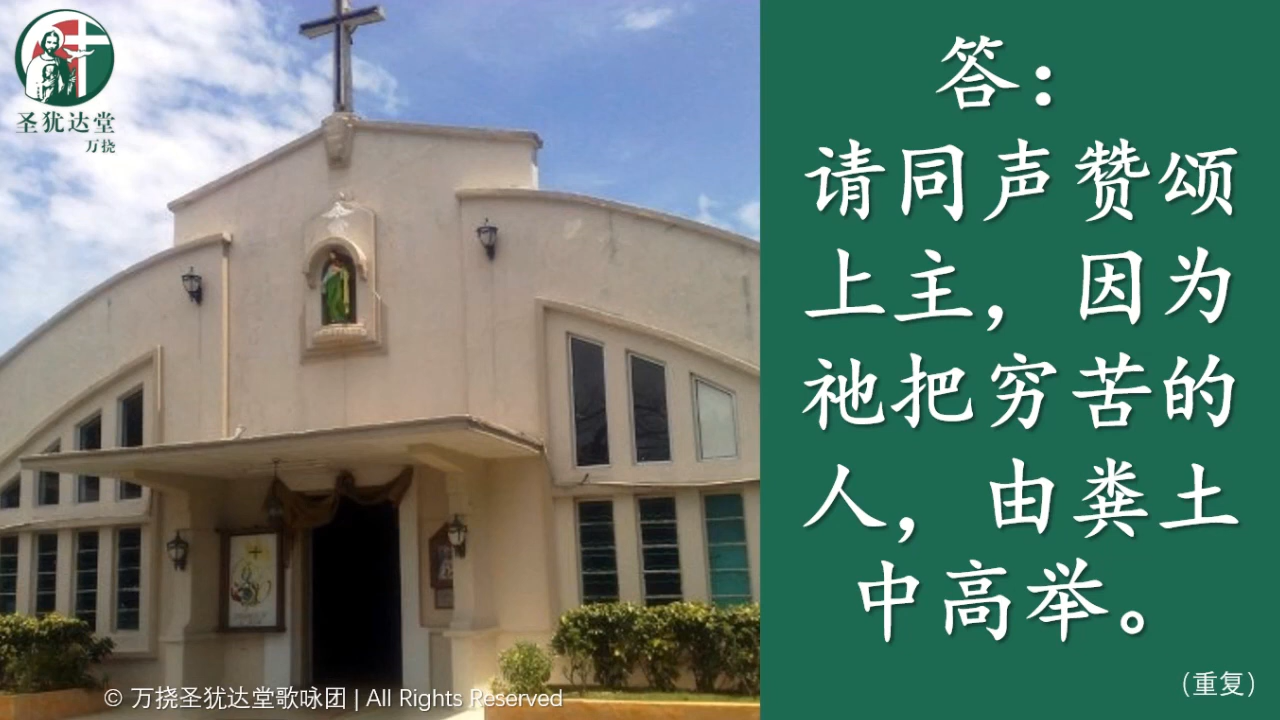 圣犹达堂
万挠
答：
请同声赞颂
上主，因为
祂把穷苦的
人，由粪土
中高举。
（重复）
© 万挠圣犹达堂歌咏团 | All Rights Reserved